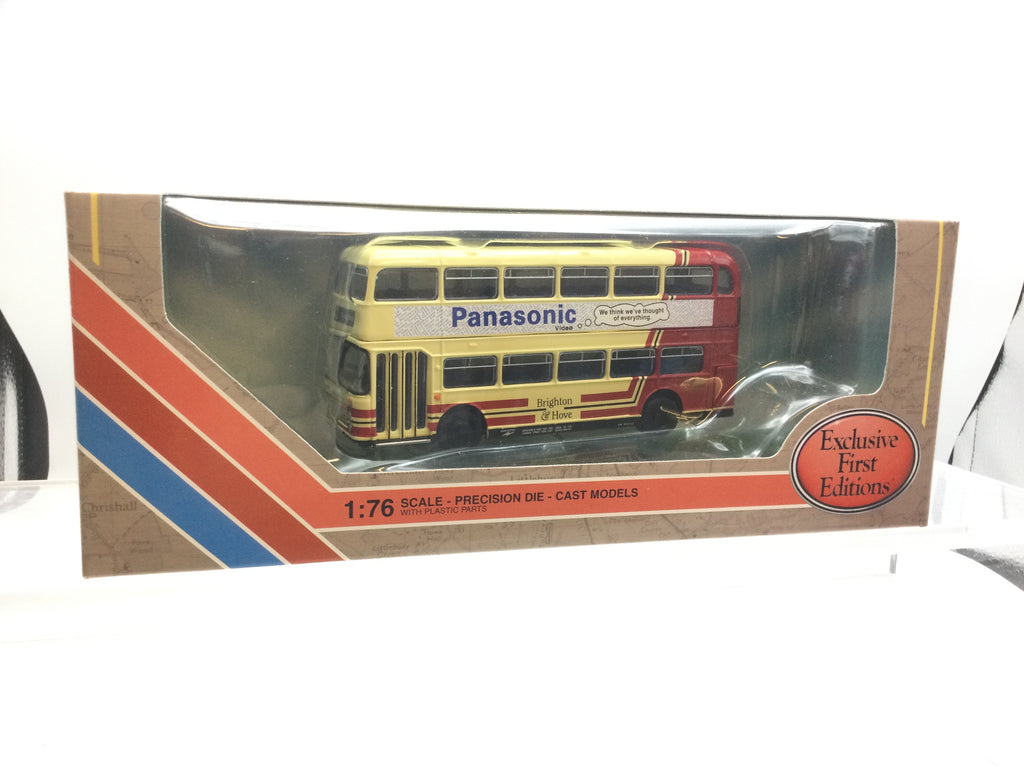 Panasonic
Video
We think we've thought
of everything.
Brighton
& Hove
1:76 SCALE - PRECISION DIE - CAST MODELS
WITH PLASTIC PARTS
Exclusive
First
Editions
Chrishall